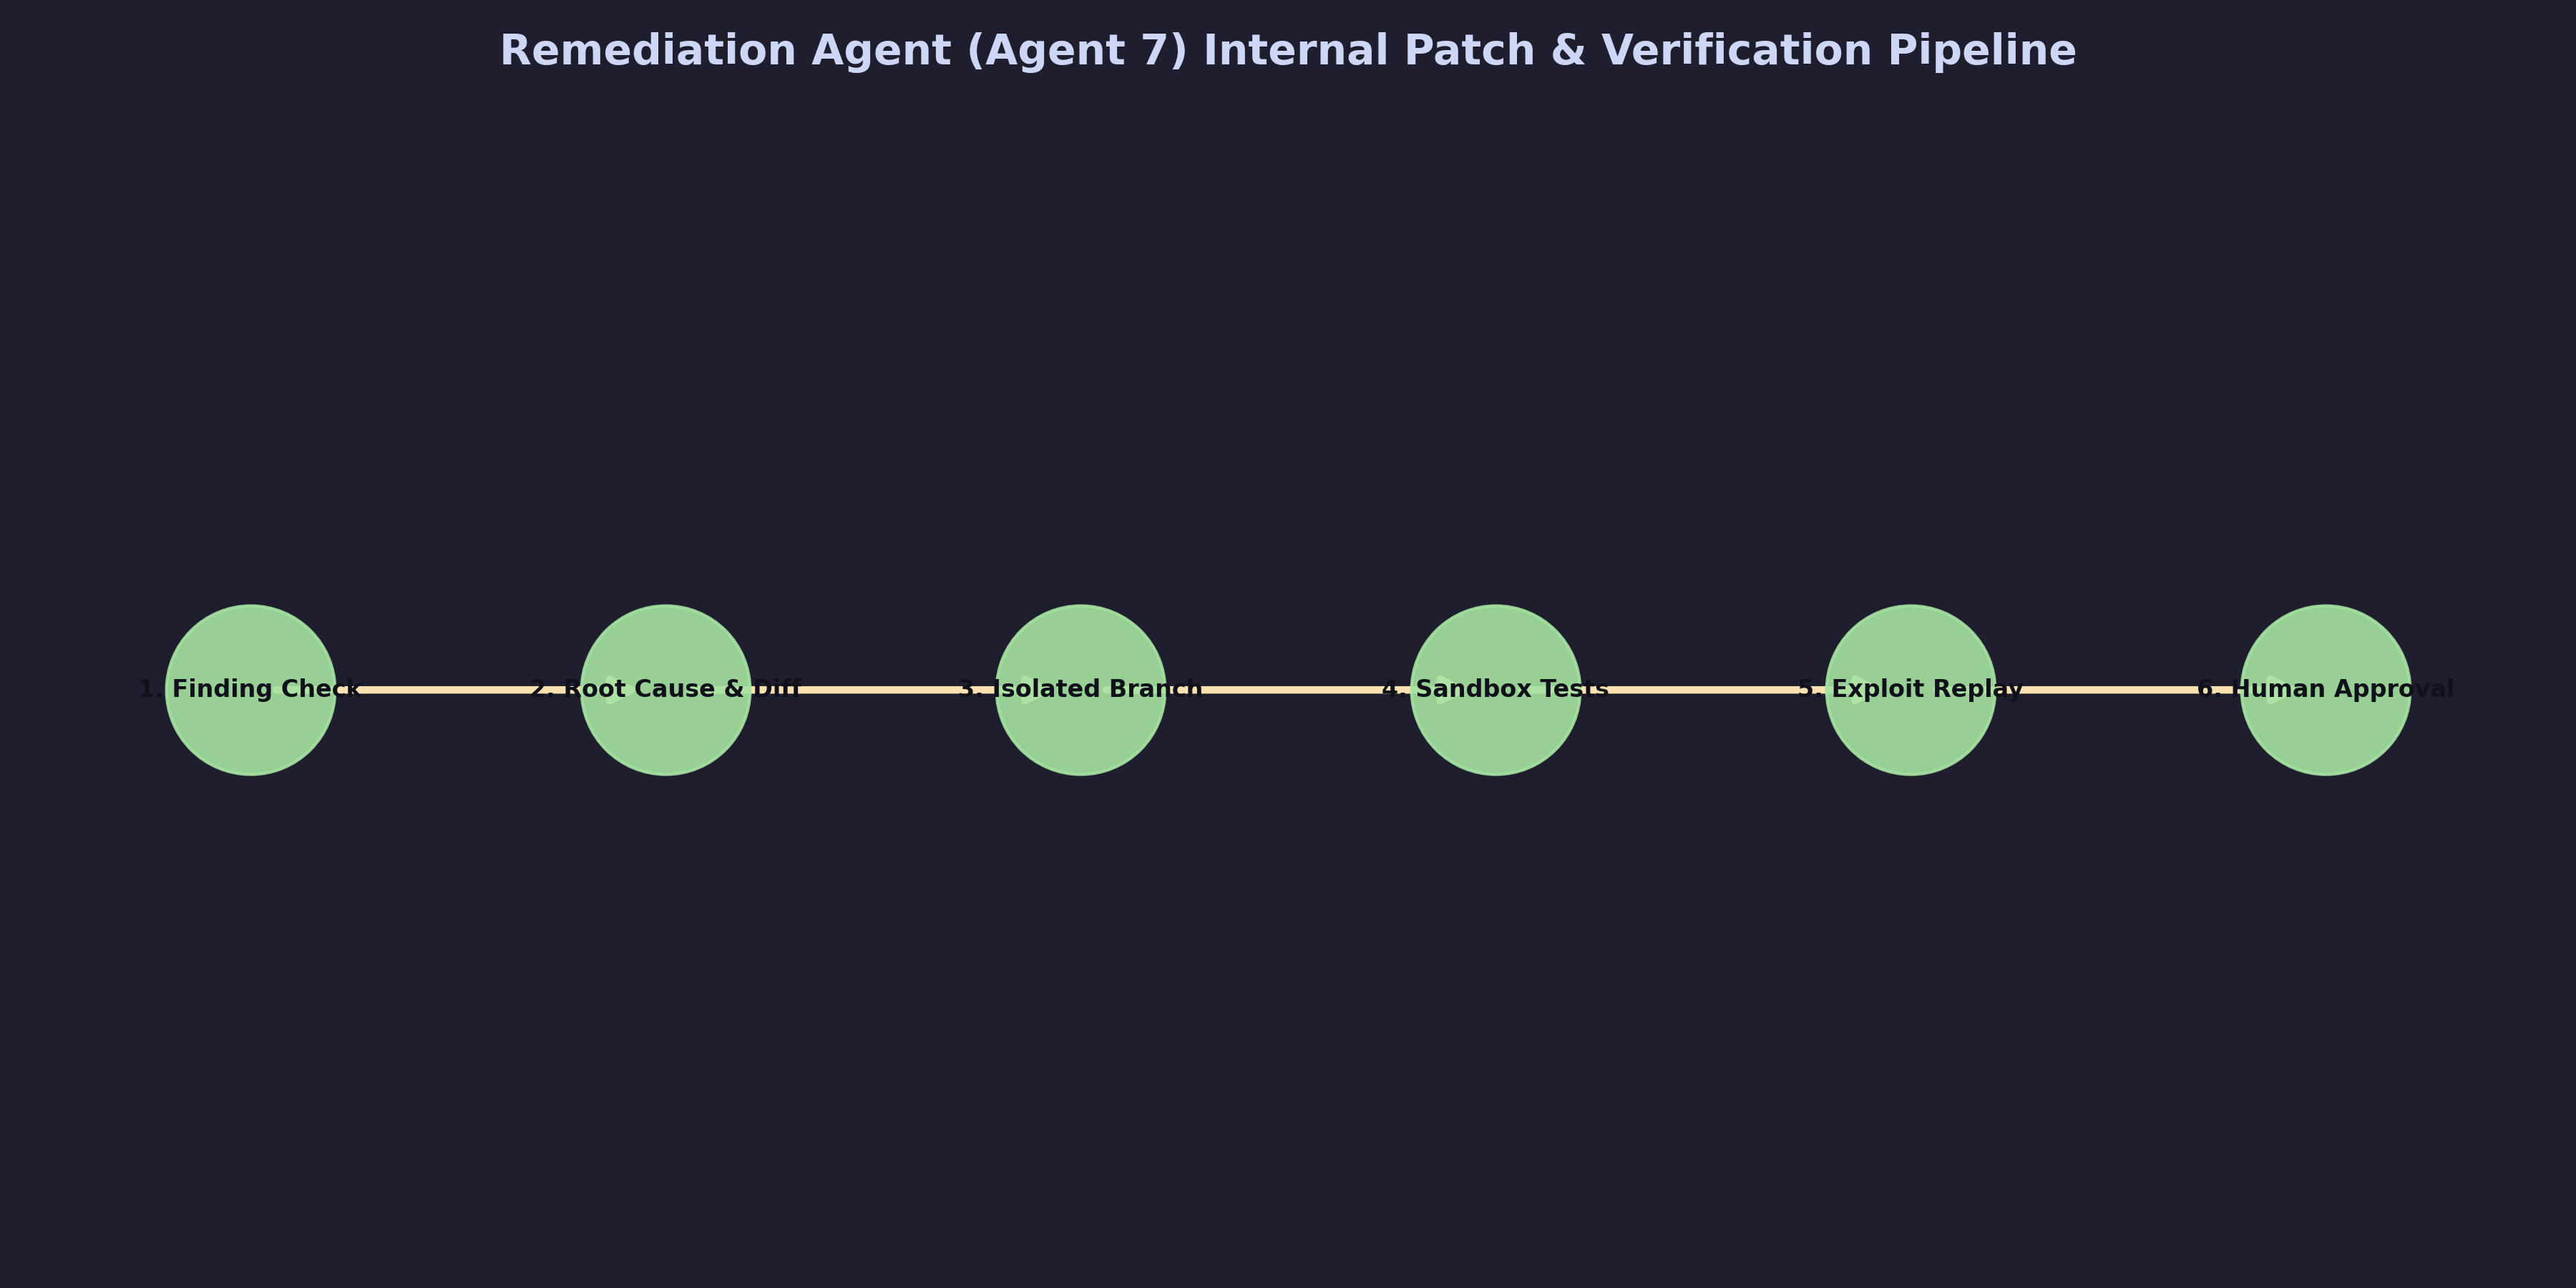 Remediation Agent (Agent 7) Internal Patch & Verification Pipeline
1. Finding Check
2. Root Cause & Diff
3. Isolated Branch
4. Sandbox Tests
5. Exploit Replay
6. Human Approval